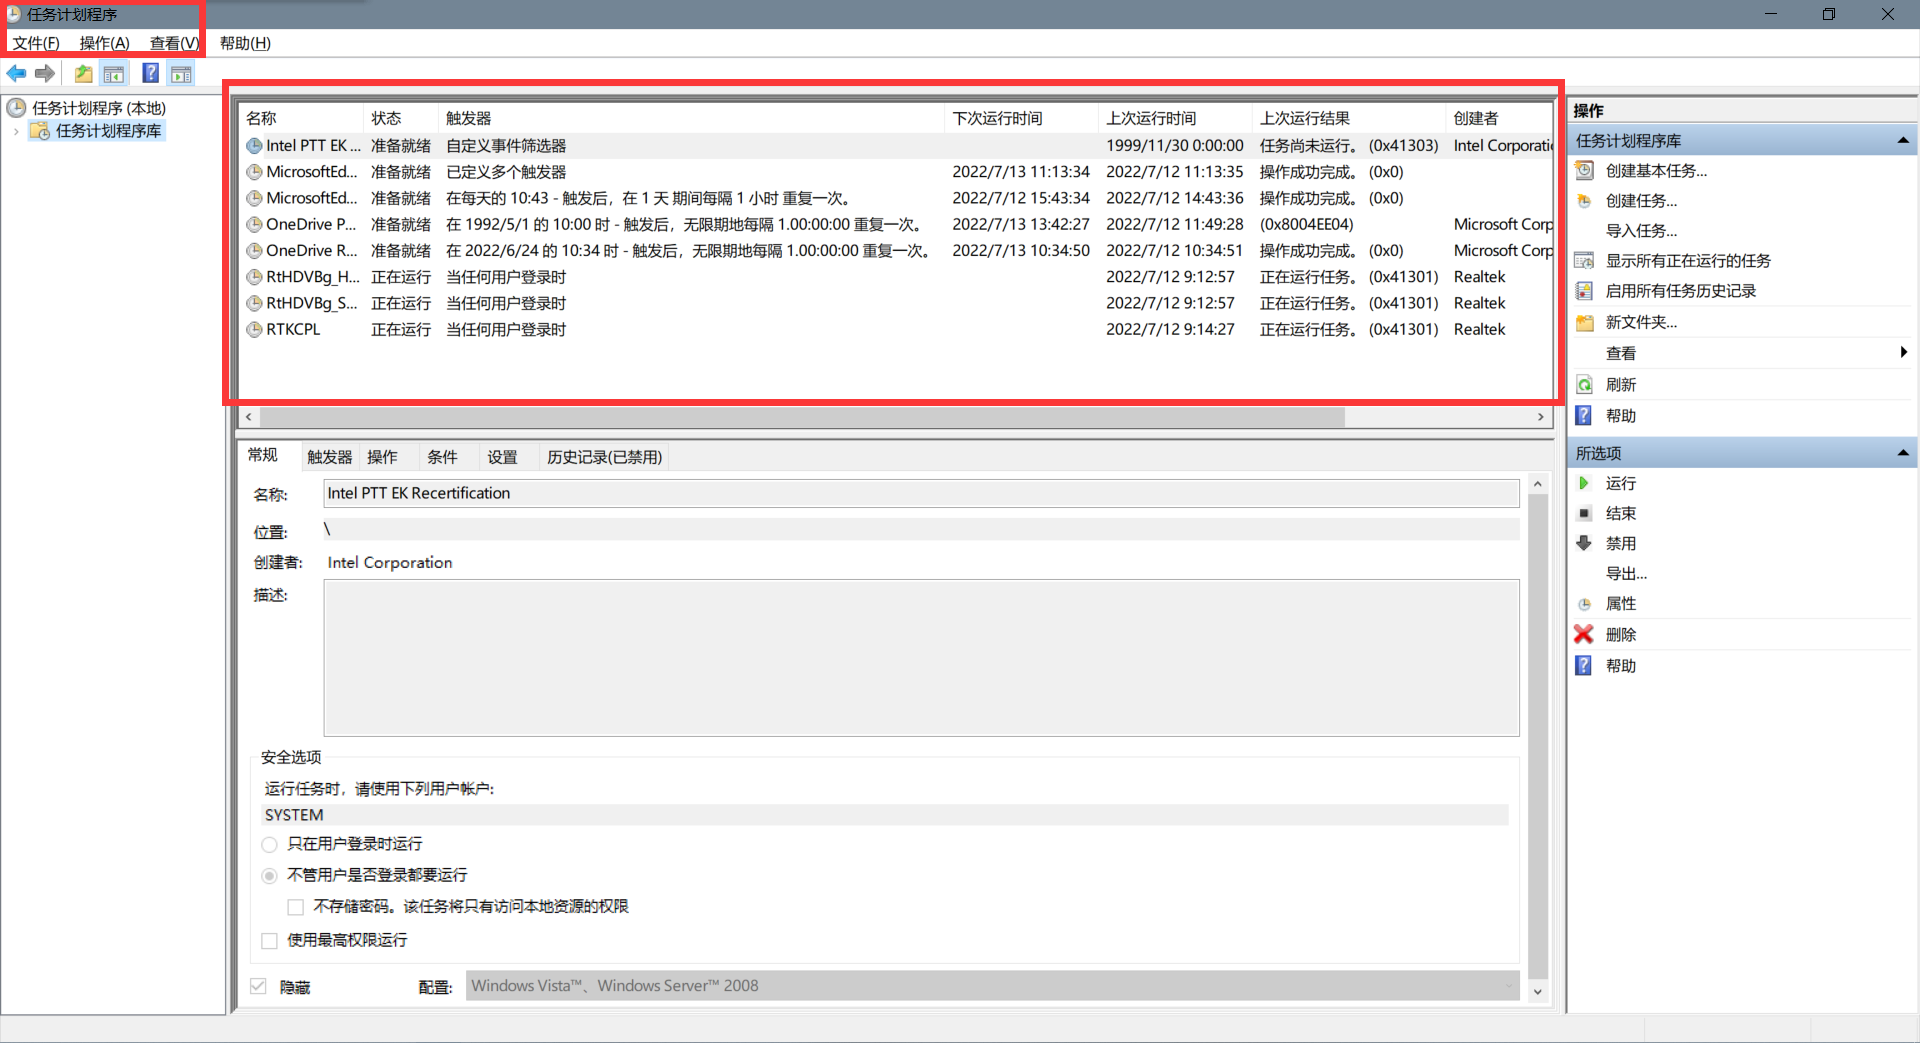 任务计划程序
文件(F) 操作(A) 查看(V) 帮助(H)
任务计划程序 (本地)
任务计划程序库
名称 状态 触发器 下次运行时间 上次运行时间 上次运行结果 创建者
Intel PTT EK ... 准备就绪 自定义事件筛选器 1999/11/30 0:00:00 任务尚未运行。 (0x41303) Intel Corporati
MicrosoftEd... 准备就绪 已定义多个触发器 2022/7/13 11:13:34 2022/7/12 11:13:35 操作成功完成。 (0x0)
MicrosoftEd... 准备就绪 在每天的 10:43 - 触发后，在 1 天 期间每隔 1 小时 重复一次。 2022/7/12 15:43:34 2022/7/12 14:43:36 操作成功完成。 (0x0)
OneDrive P... 准备就绪 在 1992/5/1 的 10:00 时 - 触发后，无限期地每隔 1.00:00:00 重复一次。 2022/7/13 13:42:27 2022/7/12 11:49:28 (0x8004EE04) Microsoft Corp
OneDrive R... 准备就绪 在 2022/6/24 的 10:34 时 - 触发后，无限期地每隔 1.00:00:00 重复一次。 2022/7/13 10:34:50 2022/7/12 10:34:51 操作成功完成。 (0x0) Microsoft Corp
RtHDVBg_H... 正在运行 当任何用户登录时 2022/7/12 9:12:57 正在运行任务。 (0x41301) Realtek
RtHDVBg_S... 正在运行 当任何用户登录时 2022/7/12 9:12:57 正在运行任务。 (0x41301) Realtek
RTKCPL 正在运行 当任何用户登录时 2022/7/12 9:14:27 正在运行任务。 (0x41301) Realtek
常规 触发器 操作 条件 设置 历史记录(已禁用)
名称: Intel PTT EK Recertification
位置: \
创建者: Intel Corporation
描述:
安全选项
运行任务时，请使用下列用户帐户:
SYSTEM
只在用户登录时运行
不管用户是否登录都要运行
不存储密码。该任务将只有访问本地资源的权限
使用最高权限运行
隐藏 配置: Windows Vista™、Windows Server™ 2008
操作
任务计划程序库
创建基本任务...
创建任务...
导入任务...
显示所有正在运行的任务
启用所有任务历史记录
新文件夹...
查看
刷新
帮助
所选项
运行
结束
禁用
导出...
属性
删除
帮助